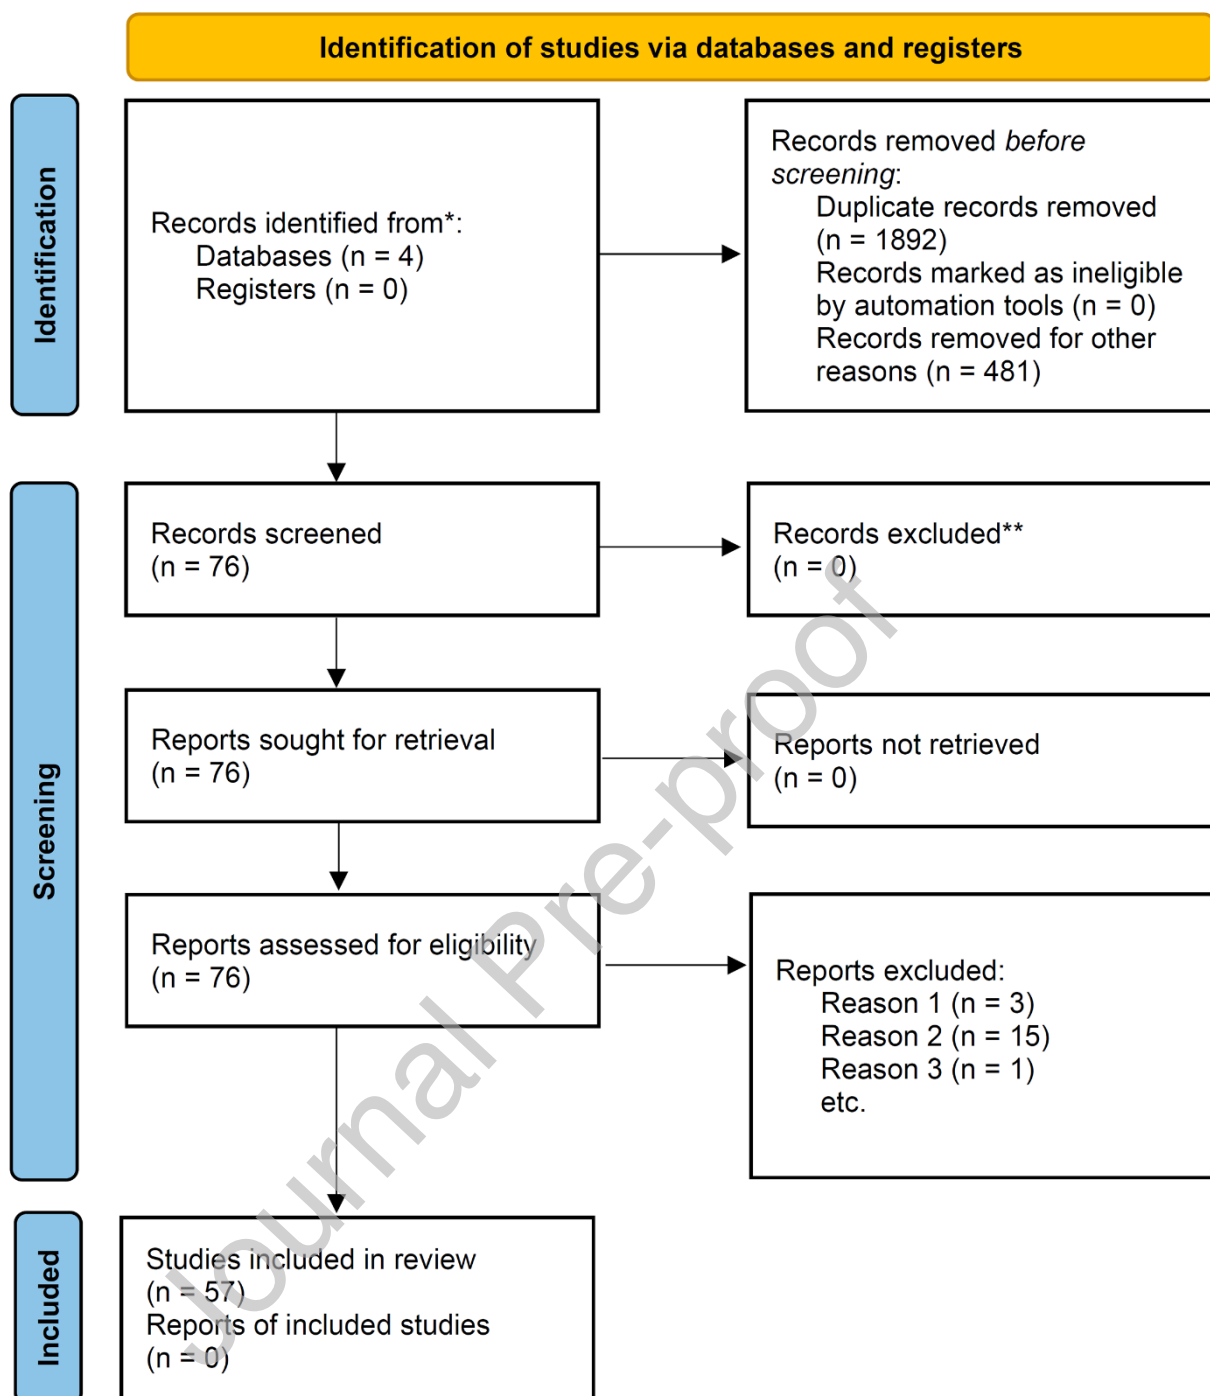 Identification of studies via databases and registers
Identification
Records identified from*:
Databases (n = 4)
Registers (n = 0)
Records removed before
screening:
Duplicate records removed
(n = 1892)
Records marked as ineligible
by automation tools (n = 0)
Records removed for other
reasons (n = 481)
Screening
Records screened
(n = 76)
Records excluded**
(n = 0)
Reports sought for retrieval
(n = 76)
Reports not retrieved
(n = 0)
Reports assessed for eligibility
(n = 76)
Reports excluded:
Reason 1 (n = 3)
Reason 2 (n = 15)
Reason 3 (n = 1)
etc.
Included
Studies included in review
(n = 57)
Reports of included studies
(n = 0)
Journal Pre-proof